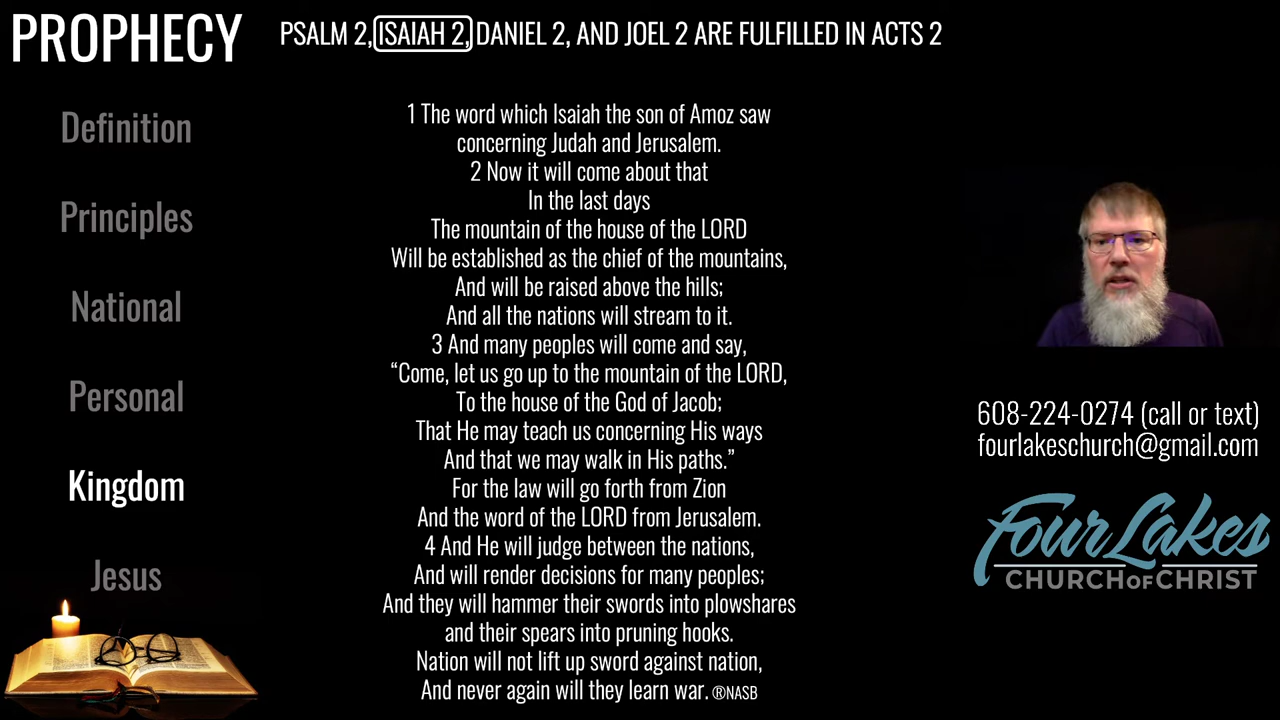 PROPHECY
PSALM 2, ISAIAH 2, DANIEL 2, AND JOEL 2 ARE FULFILLED IN ACTS 2
Definition
Principles
National
Personal
Kingdom
Jesus
1 The word which Isaiah the son of Amoz saw
concerning Judah and Jerusalem.
2 Now it will come about that
In the last days
The mountain of the house of the LORD
Will be established as the chief of the mountains,
And will be raised above the hills;
And all the nations will stream to it.
3 And many peoples will come and say,
“Come, let us go up to the mountain of the LORD,
To the house of the God of Jacob;
That He may teach us concerning His ways
And that we may walk in His paths.”
For the law will go forth from Zion
And the word of the LORD from Jerusalem.
4 And He will judge between the nations,
And will render decisions for many peoples;
And they will hammer their swords into plowshares
and their spears into pruning hooks.
Nation will not lift up sword against nation,
And never again will they learn war. ®NASB
608-224-0274 (call or text)
fourlakeschurch@gmail.com
Four Lakes
CHURCH OF CHRIST